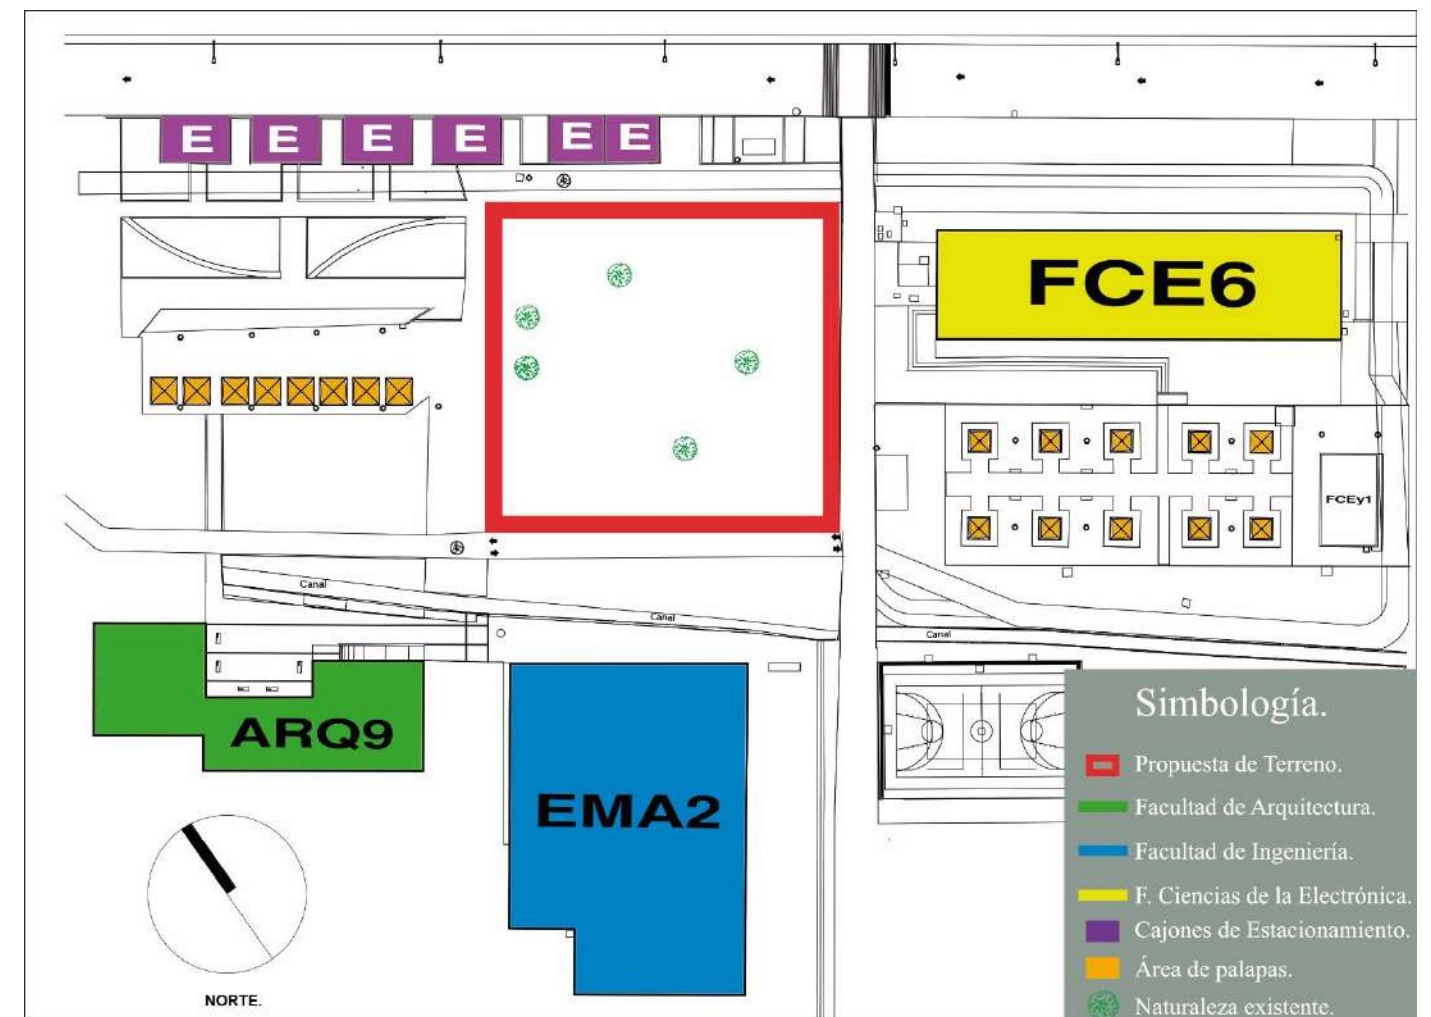 E E E E E E
FCE6
FCEy1
Canal
Canal
Canal
ARQ9
EMA2
NORTE.
Simbología.
Propuesta de Terreno.
Facultad de Arquitectura.
Facultad de Ingeniería.
F. Ciencias de la Electrónica.
Cajones de Estacionamiento.
Área de palapas.
Naturaleza existente.